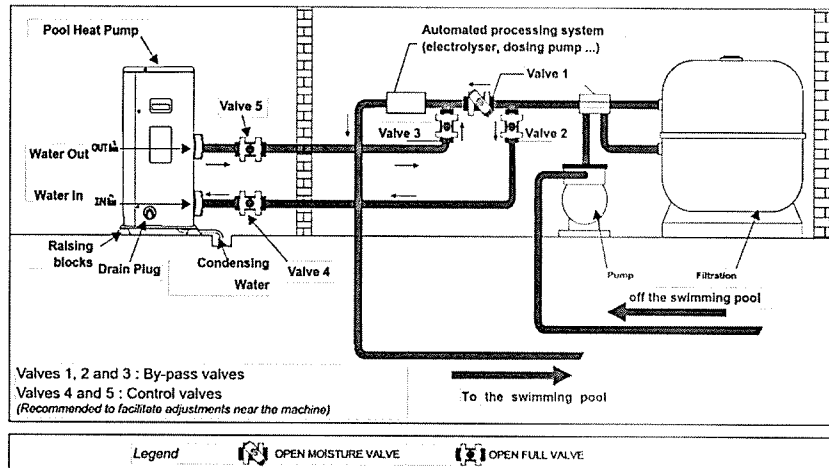 Pool Heat Pump
Automated processing system
(electrolyser, dosing pump ...)
Valve 1
Valve 5
Valve 3
Valve 2
Water Out
OUT
Water In
IN
Raising
blocks
Drain Plug
Condensing
Water
Valve 4
Pump
Filtration
off the swimming pool
To the swimming pool
Valves 1, 2 and 3 : By-pass valves
Valves 4 and 5 : Control valves
(Recommended to facilitate adjustments near the machine)
Legend
OPEN MOISTURE VALVE
OPEN FULL VALVE